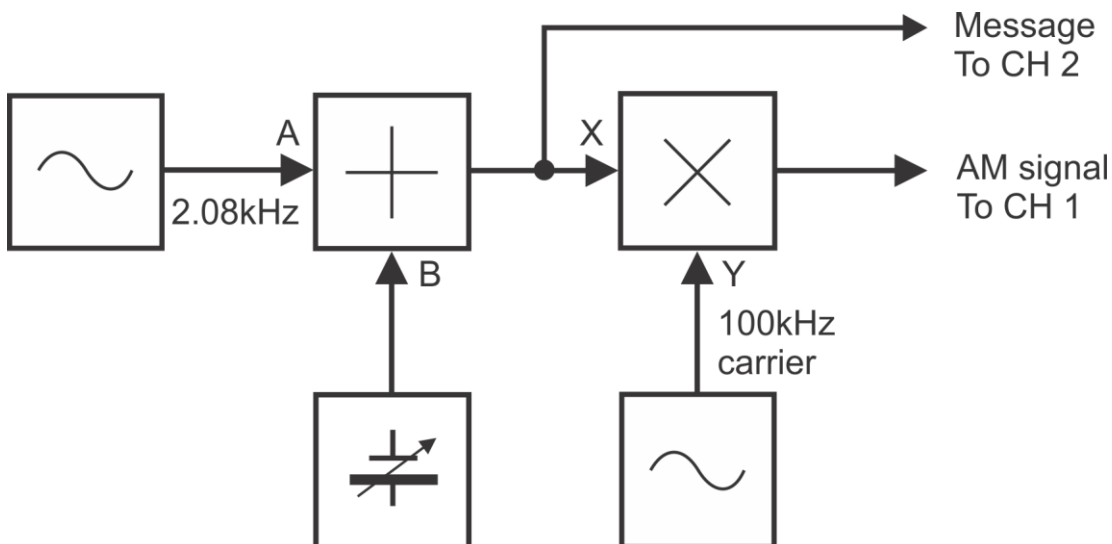 Message
To CH 2
A
X
2.08kHz
AM signal
To CH 1
B
Y
100kHz
carrier